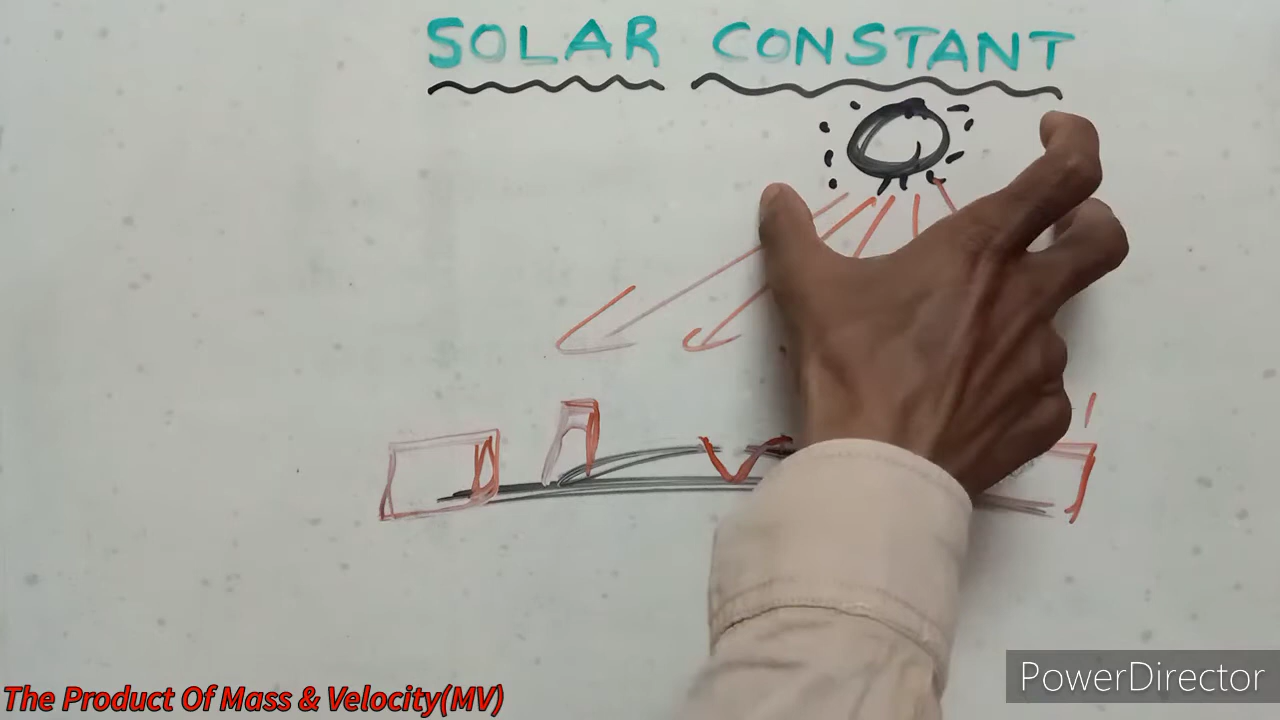 SOLAR CONSTANT
The Product Of Mass & Velocity(MV)
PowerDirector